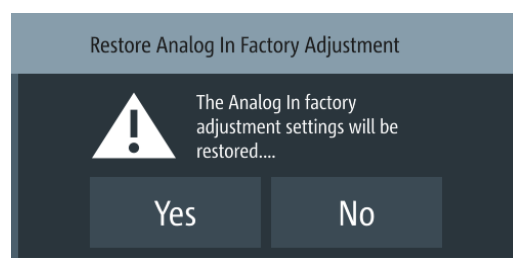 Restore Analog In Factory Adjustment
The Analog In factory
adjustment settings will be
restored....
Yes
No